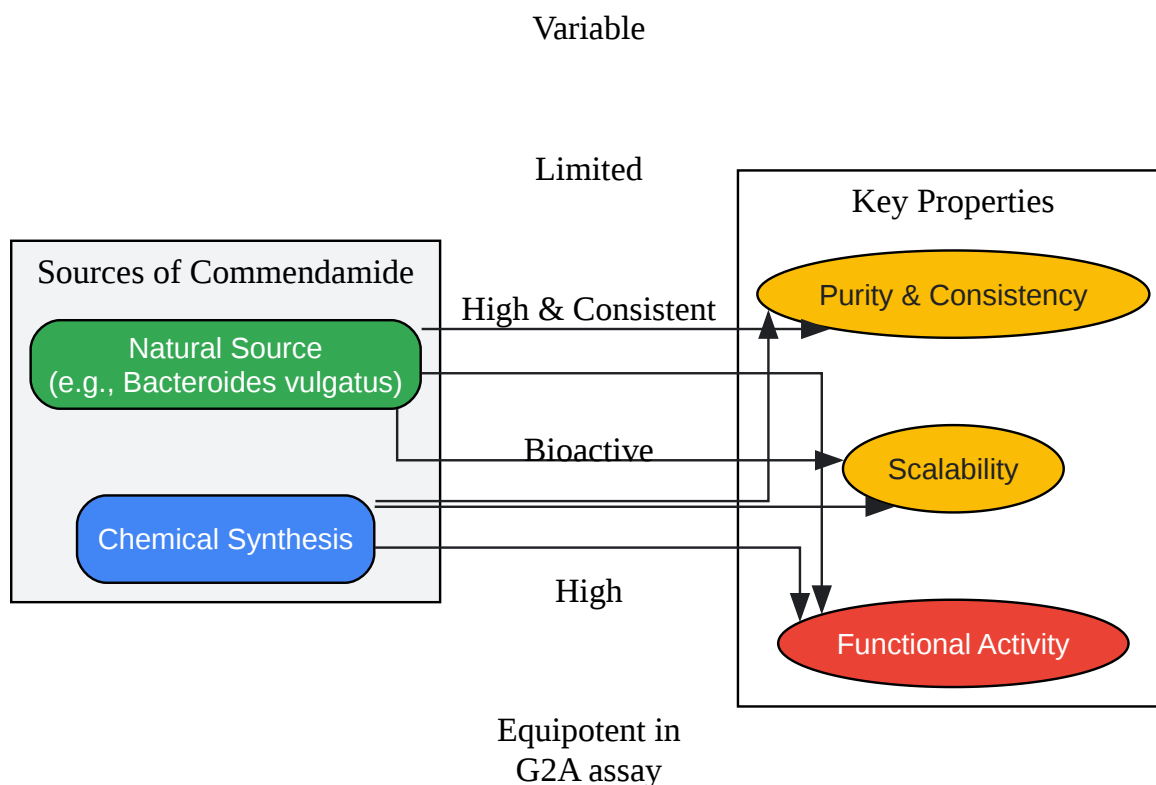 Variable
Limited
Key Properties
Sources of Commendamide
Purity & Consistency
High & Consistent
Natural Source
(e.g., Bacteroides vulgatus)
Bioactive
Scalability
Chemical Synthesis
High
Functional Activity
Equipotent in
G2A assay